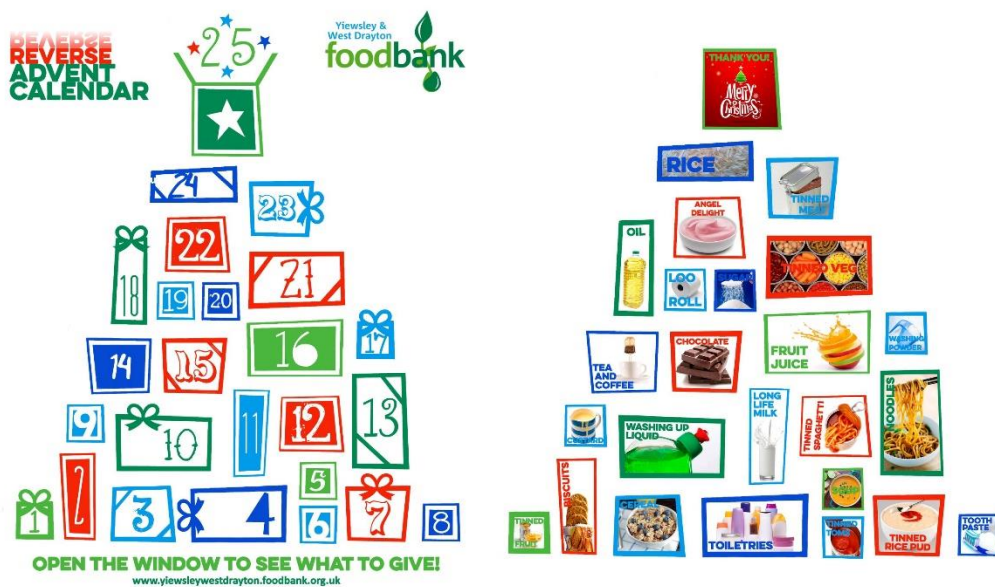 REVERSE
REVERSE
REVERSE
ADVENT
CALENDAR
25
Yiewsley &
West Drayton
foodbank
24
23
22
18
19
20
21
14
15
16
17
9
10
11
12
13
1
2
3
4
5
6
7
8
OPEN THE WINDOW TO SEE WHAT TO GIVE!
www.yiewsleywestdrayton.foodbank.org.uk
THANK YOU!
Merry
Christmas
RICE
TINNED
MEAT
ANGEL
DELIGHT
OIL
LOO
ROLL
SUGAR
TINNED VEG
TEA
AND
COFFEE
CHOCOLATE
FRUIT
JUICE
WASHING
POWDER
CUSTARD
WASHING UP
LIQUID
LONG
LIFE
MILK
TINNED
SPAGHETTI
NOODLES
TINNED
FRUIT
BISCUITS
CEREAL
TOILETRIES
TINNED
TOMS
TINNED
RICE PUD
TOOTH
PASTE